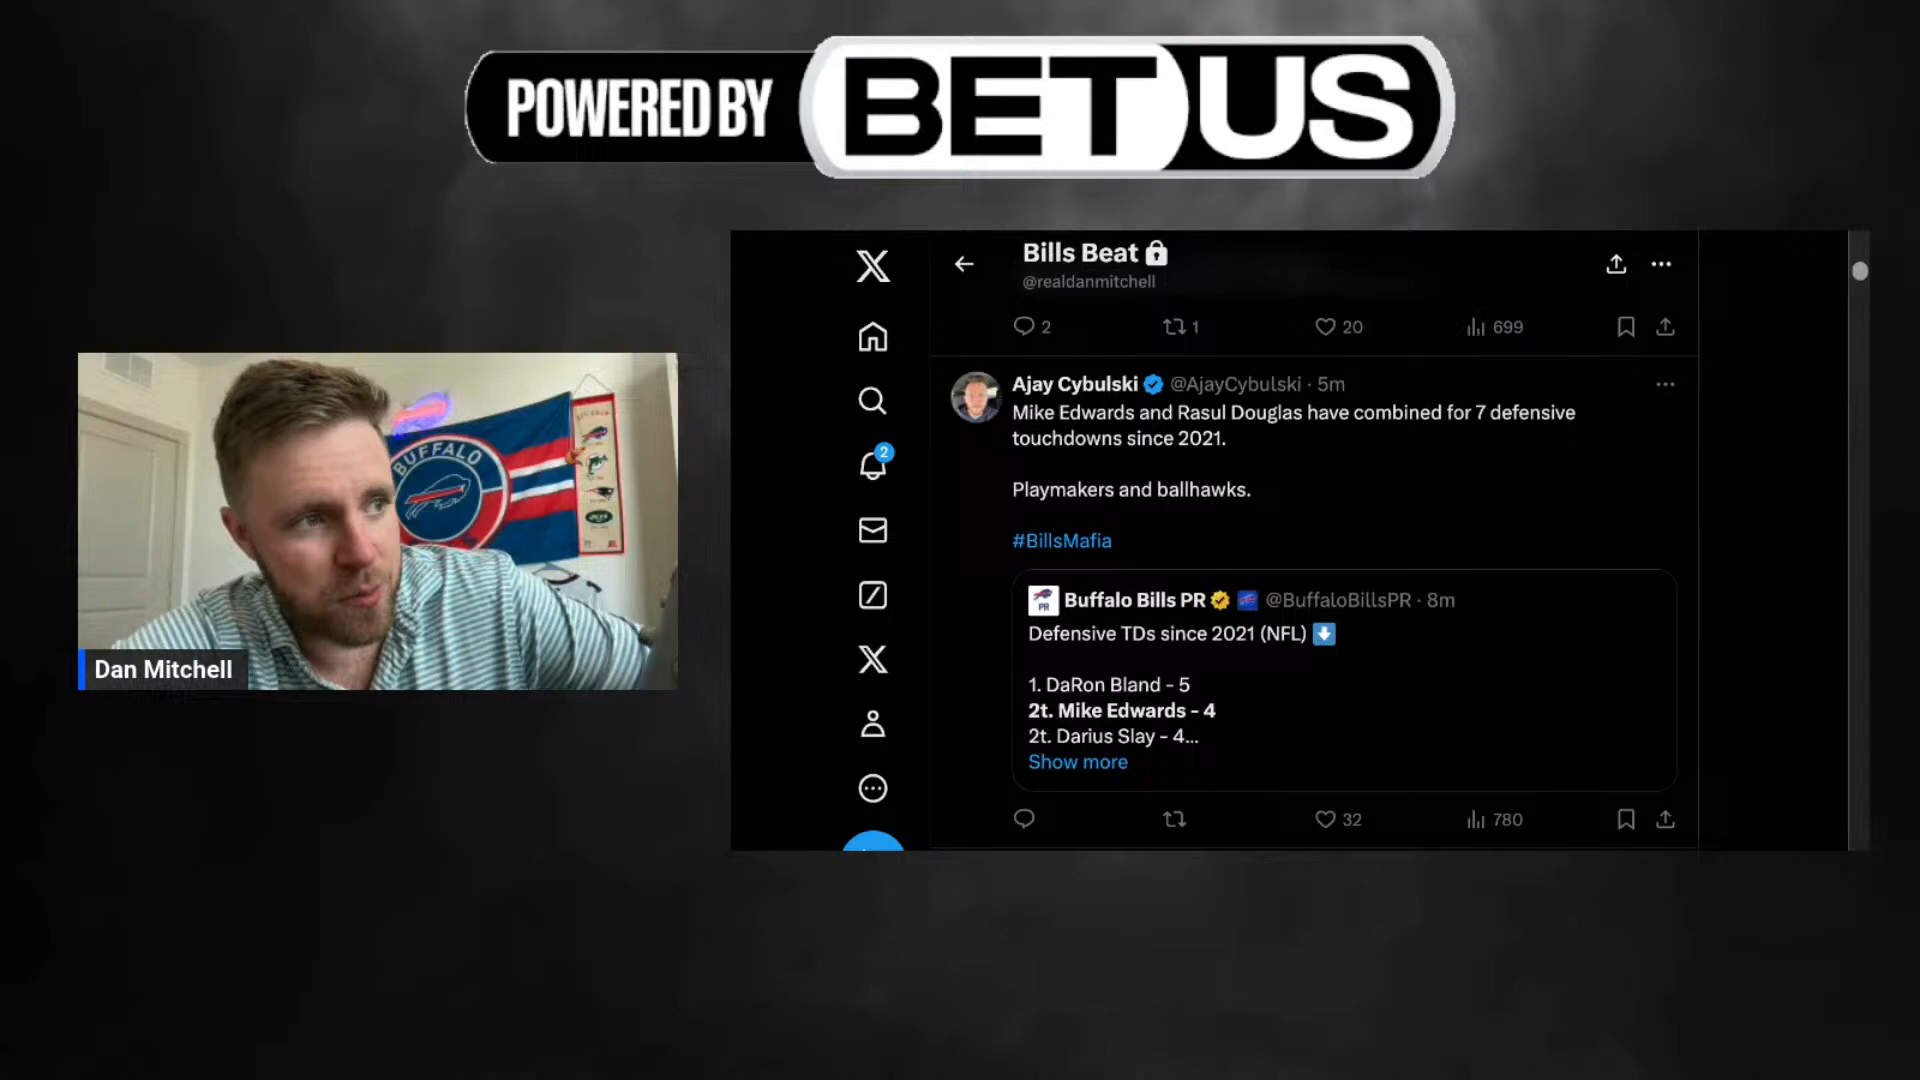 POWERED BY BETUS
Bills Beat
@realdanmitchell
2 1 20 699
Ajay Cybulski @AjayCybulski · 5m
Mike Edwards and Rasul Douglas have combined for 7 defensive
touchdowns since 2021.
Playmakers and ballhawks.
#BillsMafia
PR Buffalo Bills PR @BuffaloBillsPR · 8m
Defensive TDs since 2021 (NFL)
1. DaRon Bland - 5
2t. Mike Edwards - 4
2t. Darius Slay - 4...
Show more
32 780
2
BUFFALO
Dan Mitchell